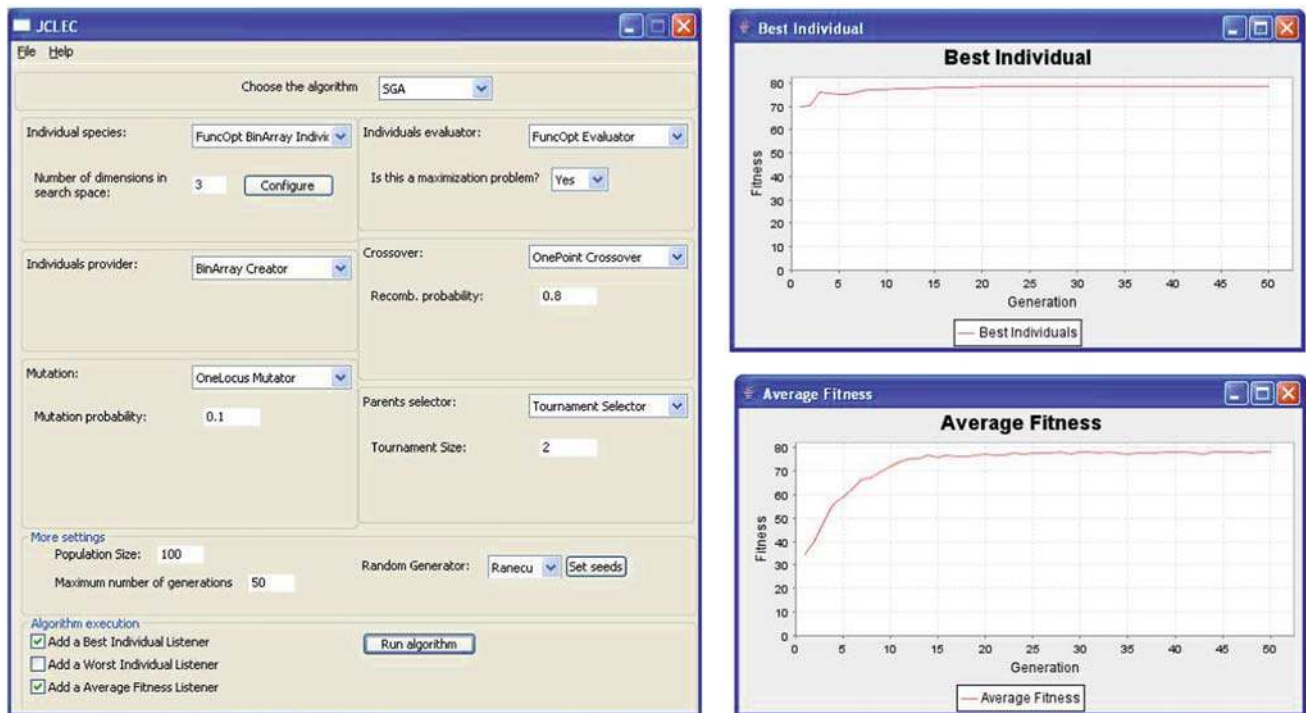 JCLEC
File Help
Choose the algorithm SGA
Individual species: FuncOpt BinArray Indivic
Number of dimensions in
search space: 3 Configure
Individuals evaluator: FuncOpt Evaluator
Is this a maximization problem? Yes
Individuals provider: BinArray Creator
Crossover: OnePoint Crossover
Recomb. probability: 0.8
Mutation: OneLocus Mutator
Mutation probability: 0.1
Parents selector: Tournament Selector
Tournament Size: 2
More settings
Population Size: 100
Maximum number of generations 50
Random Generator: Ranecu Set seeds
Algorithm execution
Add a Best Individual Listener
Add a Worst Individual Listener
Add a Average Fitness Listener
Run algorithm
Best Individual
Best Individual
80
70
60
50
40
30
20
10
0
Fitness
0 5 10 15 20 25 30 35 40 45 50
Generation
Best Individuals
Average Fitness
Average Fitness
80
70
60
50
40
30
20
10
0
Fitness
0 5 10 15 20 25 30 35 40 45 50
Generation
Average Fitness